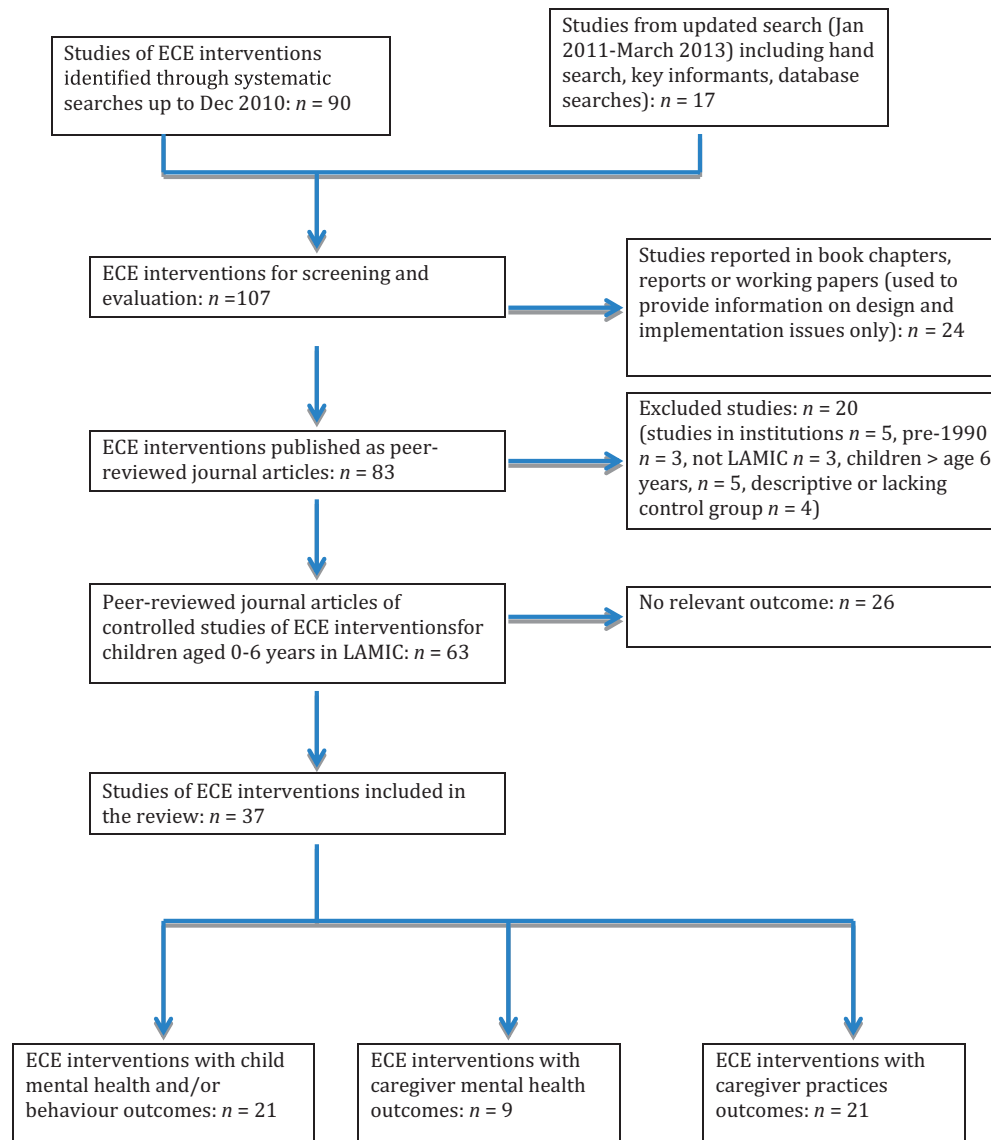 Studies of ECE interventions
identified through systematic
searches up to Dec 2010: n = 90
Studies from updated search (Jan
2011-March 2013) including hand
search, key informants, database
searches): n = 17
ECE interventions for screening and
evaluation: n =107
Studies reported in book chapters,
reports or working papers (used to
provide information on design and
implementation issues only): n = 24
ECE interventions published as peer-
reviewed journal articles: n = 83
Excluded studies: n = 20
(studies in institutions n = 5, pre-1990
n = 3, not LAMIC n = 3, children > age 6
years, n = 5, descriptive or lacking
control group n = 4)
Peer-reviewed journal articles of
controlled studies of ECE interventionsfor
children aged 0-6 years in LAMIC: n = 63
No relevant outcome: n = 26
Studies of ECE interventions included in
the review: n = 37
ECE interventions with child
mental health and/or
behaviour outcomes: n = 21
ECE interventions with
caregiver mental health
outcomes: n = 9
ECE interventions with
caregiver practices
outcomes: n = 21